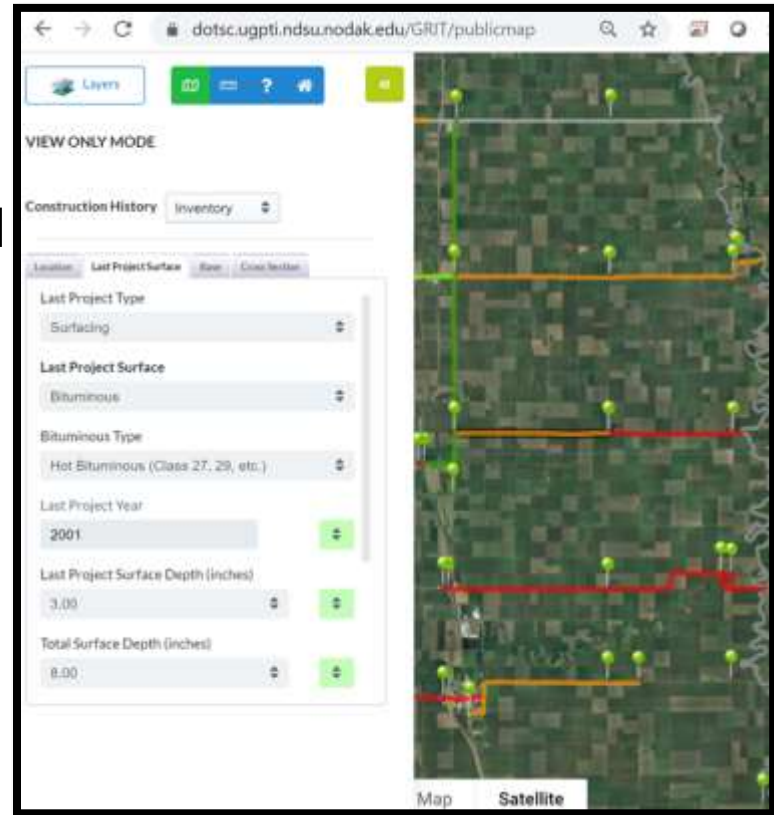 dotsc.ugpti.ndsu.nodak.edu/GRIT/publicmap
Layers
?
VIEW ONLY MODE
Construction History Inventory
Location Last Project Surface Base Cross Section
Last Project Type
Surfacing
Last Project Surface
Bituminous
Bituminous Type
Hot Bituminous (Class 27, 29, etc.)
Last Project Year
2001
Last Project Surface Depth (inches)
3.00
Total Surface Depth (inches)
8.00
Map Satellite